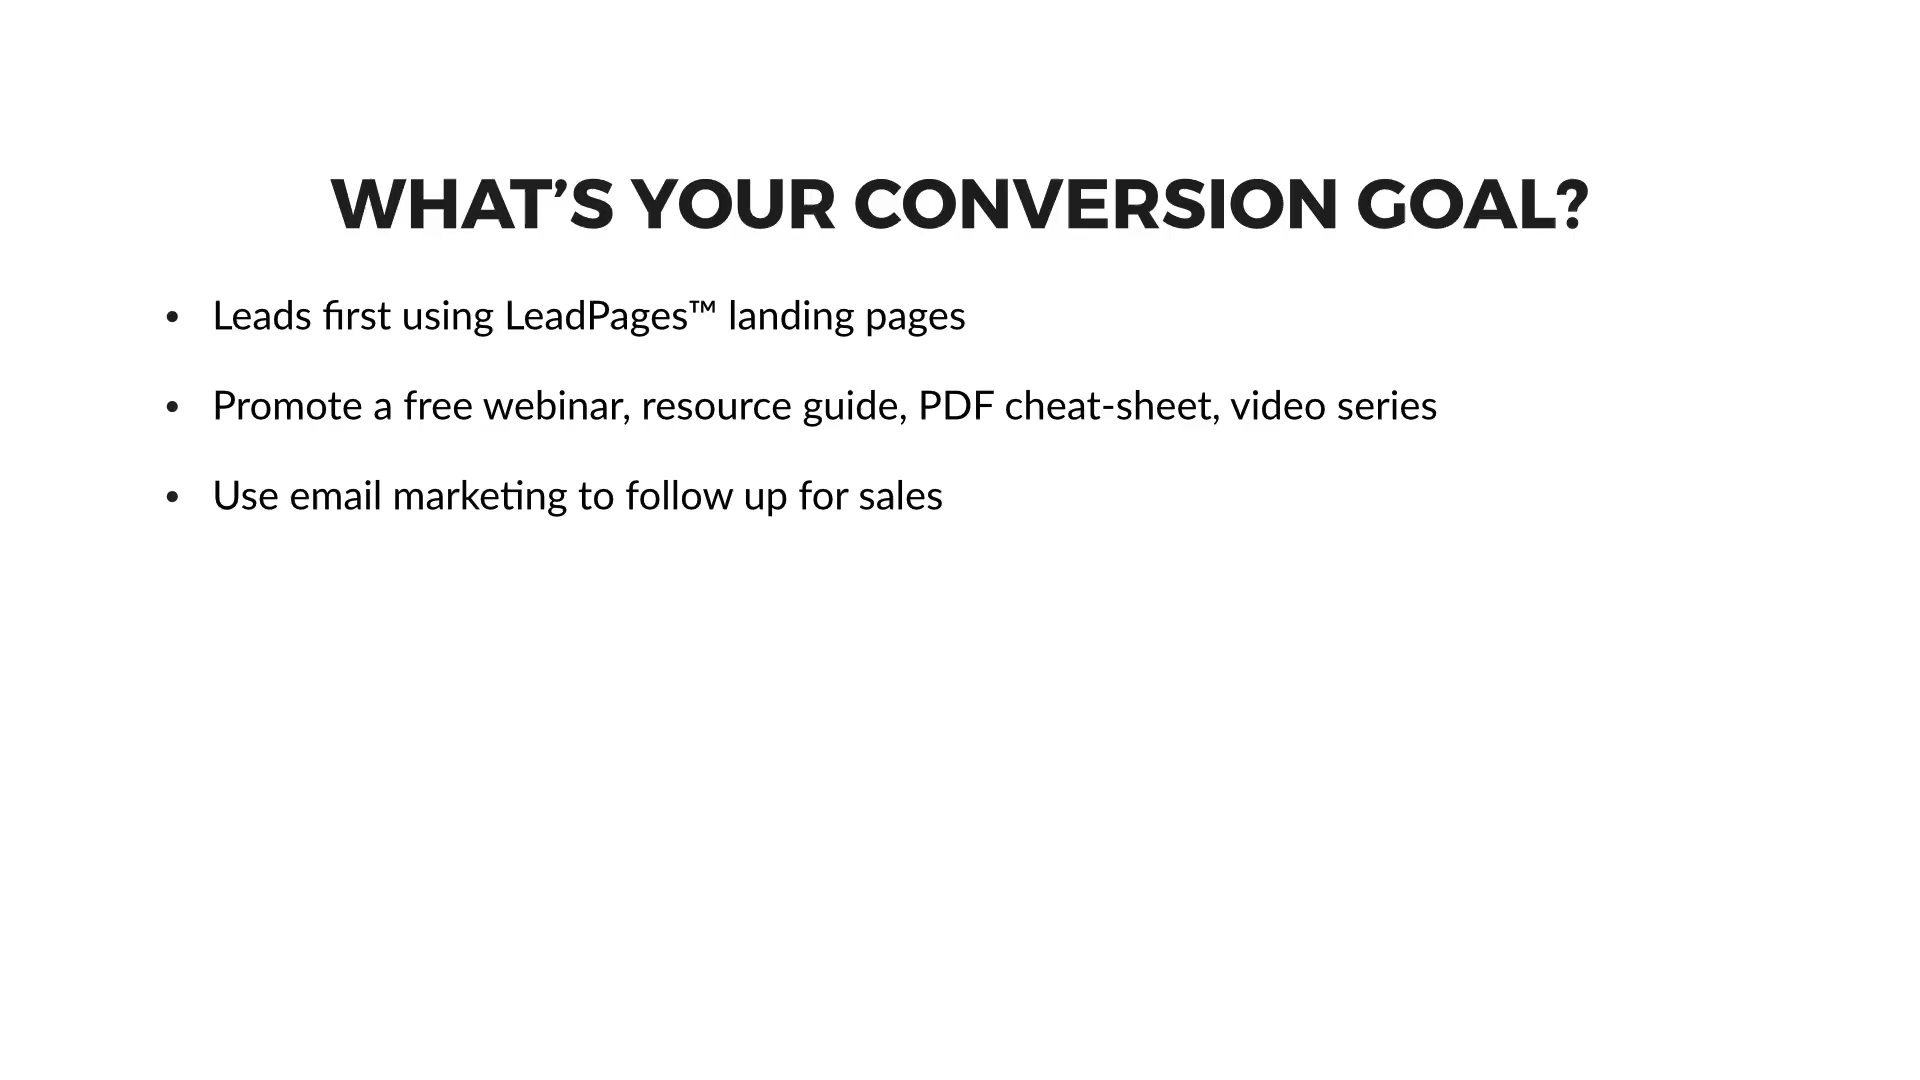 WHAT’S YOUR CONVERSION GOAL?
• Leads first using LeadPages™ landing pages
• Promote a free webinar, resource guide, PDF cheat-sheet, video series
• Use email marketing to follow up for sales